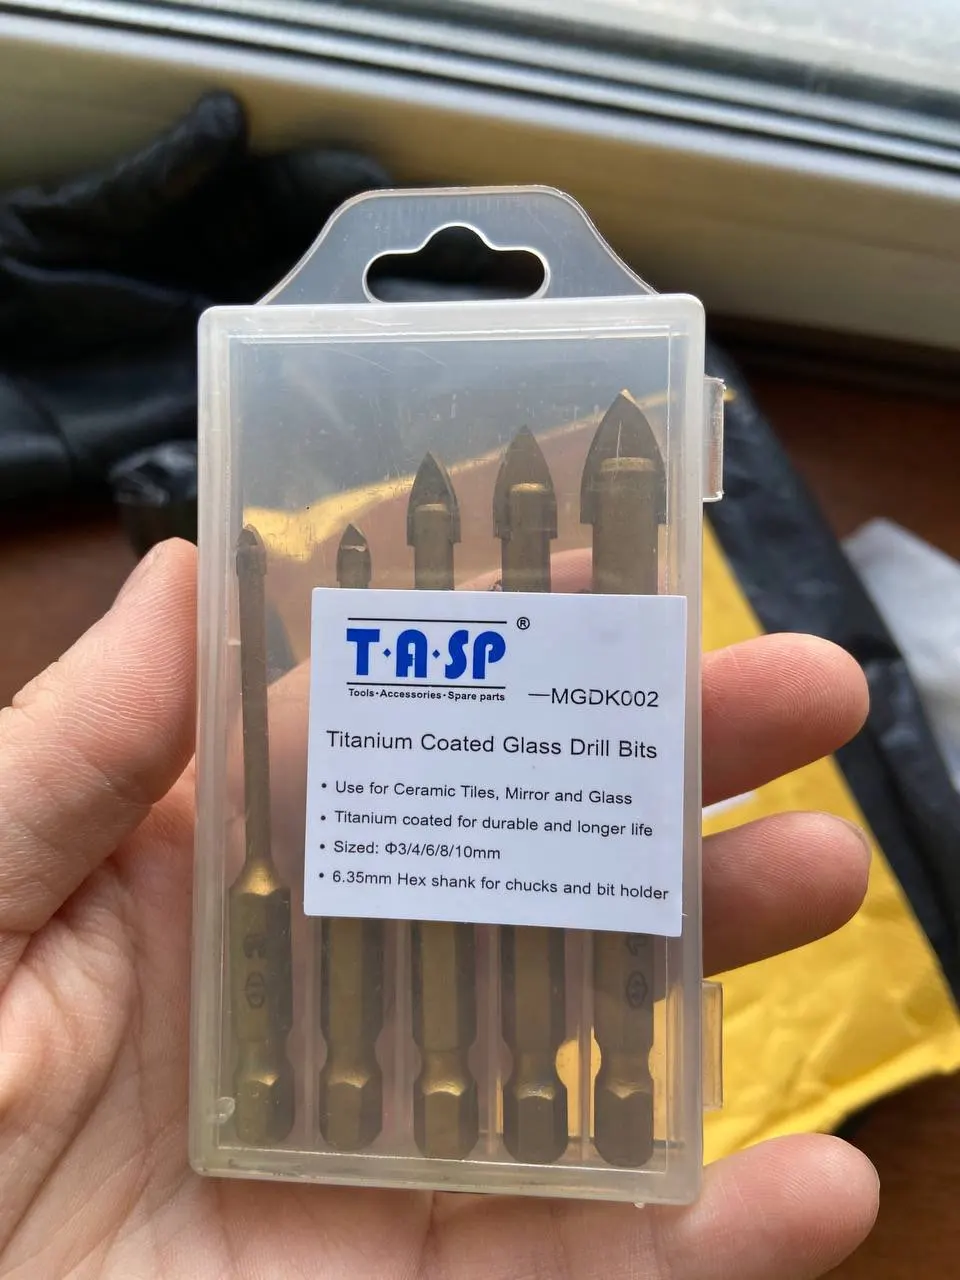 T·A·SP®
Tools·Accessories·Spare parts
—MGDK002
Titanium Coated Glass Drill Bits
• Use for Ceramic Tiles, Mirror and Glass
• Titanium coated for durable and longer life
• Sized: Φ3/4/6/8/10mm
• 6.35mm Hex shank for chucks and bit holder